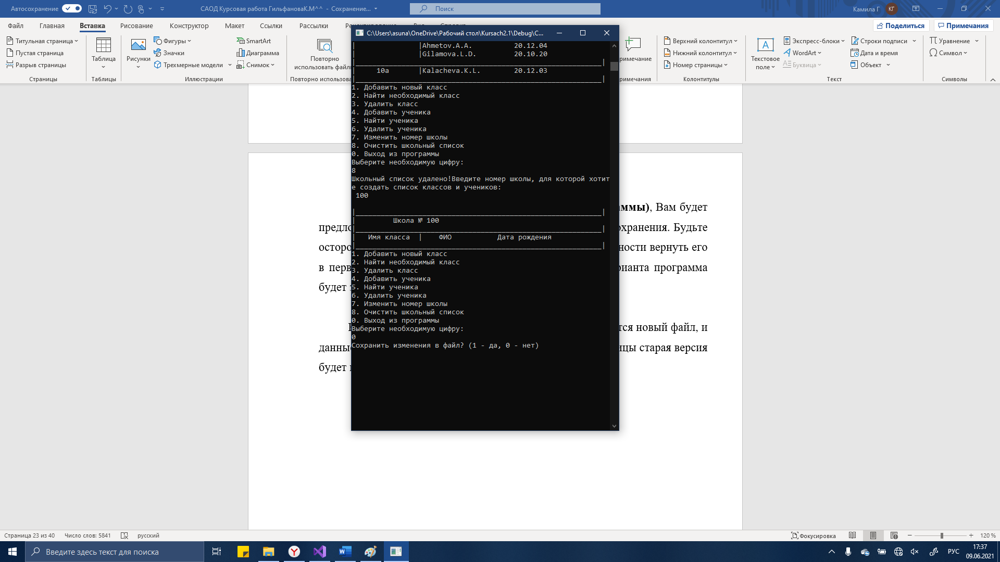 Автосохранение САОД Курсовая работа ГильфановаК.М^^ - Сохранение... Поиск Камила Г КГ
Файл Главная Вставка Рисование Конструктор Макет Ссылки Рассылки
Поделиться Примечания
C:\Users\asuna\OneDrive\Рабочий стол\Kursach2.1\Debug\C...
Титульная страница
Пустая страница
Разрыв страницы
Страницы
Таблица
Таблицы
Рисунки
Фигуры
Значки
Трехмерные модели
SmartArt
Диаграмма
Снимок
Иллюстрации
Повторно
использовать файл
Повторно использова
римечание
римечания
Верхний колонтитул
Нижний колонтитул
Номер страницы
Колонтитулы
Текстовое
поле
Экспресс-блоки
WordArt
Буквица
Строки подписи
Дата и время
Объект
Текст
Уравнение
Символ
Символы
| |Ahmetov.A.A. 20.12.04
| |Gilamova.L.D. 20.10.20
|___________________________________________________________|
| 10a |Kalacheva.K.L. 20.12.03
|___________________________________________________________|
1. Добавить новый класс
2. Найти необходимый класс
3. Удалить класс
4. Добавить ученика
5. Найти ученика
6. Удалить ученика
7. Изменить номер школы
8. Очистить школьный список
0. Выход из программы
Выберите необходимую цифру:
8
Школьный список удалено!Введите номер школы, для которой хотит
е создать список классов и учеников:
100
|___________________________________________________________|
| Школа № 100
|___________________________________________________________|
| Имя класса | ФИО Дата рождения
|___________________________________________________________|
1. Добавить новый класс
2. Найти необходимый класс
3. Удалить класс
4. Добавить ученика
5. Найти ученика
6. Удалить ученика
7. Изменить номер школы
8. Очистить школьный список
0. Выход из программы
Выберите необходимую цифру:
0
Сохранить изменения в файл? (1 - да, 0 - нет)
ммы), Вам будет
предло хранения. Будьте
осторо ности вернуть его
в перв рианта программа
будет
тся новый файл, и
данны ицы старая версия
будет
Страница 23 из 40 Число слов: 5841 русский Фокусировка 120 %
Введите здесь текст для поиска РУС 17:37
09.06.2021